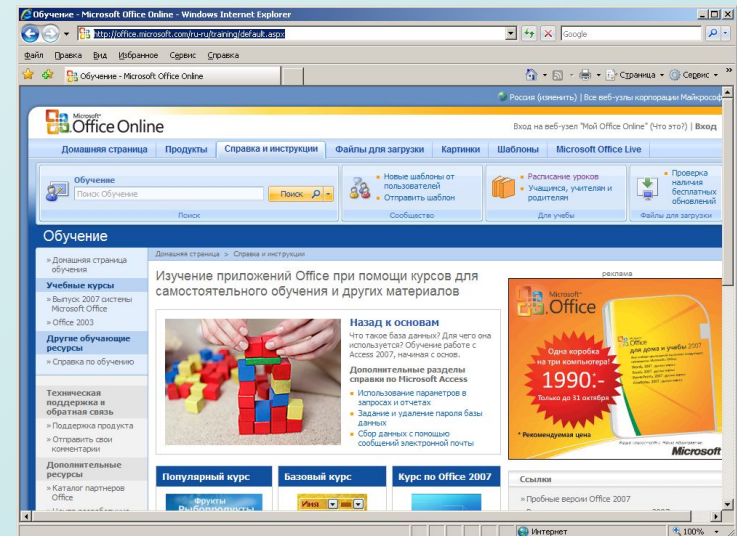 Обучение - Microsoft Office Online - Windows Internet Explorer
http://office.microsoft.com/ru-ru/training/default.aspx
Google
Файл Правка Вид Избранное Сервис Справка
Обучение - Microsoft Office Online
Страница Сервис
Россия (изменить) | Все веб-узлы корпорации Майкрософ
Microsoft®
Office Online
Вход на веб-узел "Мой Office Online" (Что это?) | Вход
Домашняя страница Продукты Справка и инструкции Файлы для загрузки Картинки Шаблоны Microsoft Office Live
Обучение
Поиск Обучение
Поиск
Поиск
Новые шаблоны от
пользователей
Отправить шаблон
Сообщество
Расписание уроков
Учащимся, учителям и
родителям
Для учебы
Проверка
наличия
бесплатных
обновлений
Файлы для загрузки
Обучение
» Домашняя страница
обучения
Учебные курсы
» Выпуск 2007 системы
Microsoft Office
» Office 2003
Другие обучающие
ресурсы
» Справка по обучению
Техническая
поддержка и
обратная связь
» Поддержка продукта
» Отправить свои
комментарии
Дополнительные
ресурсы
» Каталог партнеров
Office
Домашняя страница > Справка и инструкции
Изучение приложений Office при помощи курсов для
самостоятельного обучения и других материалов
Назад к основам
Что такое база данных? Для чего она
используется? Обучение работе с
Access 2007, начиная с основ.
Дополнительные разделы
справки по Microsoft Access
Использование параметров в
запросах и отчетах
Задание и удаление пароля базы
данных
Сбор данных с помощью
сообщений электронной почты
Популярный курс
Фрукты
Рыбопродукты
Базовый курс
Имя
Курс по Office 2007
реклама
Microsoft®
Office
Одна коробка
на три компьютера!
1990:-
Только до 31 октября
Office
для дома и учебы 2007
* Рекомендуемая цена
Microsoft
Ссылки
» Пробные версии Office 2007
Интернет
100%